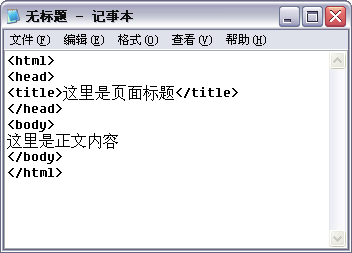 无标题 - 记事本
文件(F) 编辑(E) 格式(O) 查看(V) 帮助(H)
<html>
<head>
<title>这里是页面标题</title>
</head>
<body>
这里是正文内容
</body>
</html>